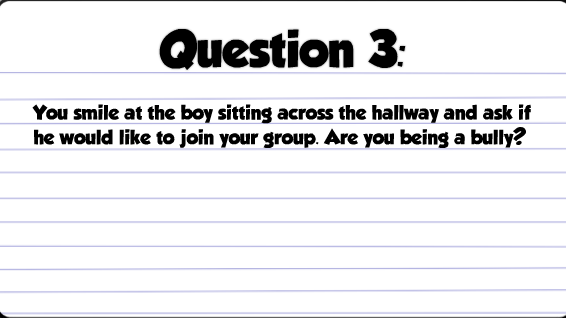 Question 3:
You smile at the boy sitting across the hallway and ask if
he would like to join your group. Are you being a bully?